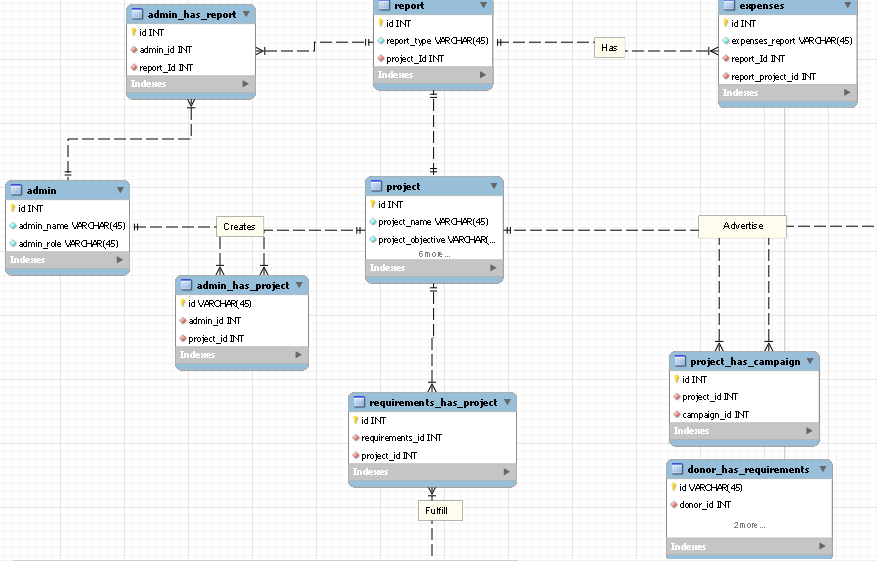 admin_has_report
id INT
admin_id INT
report_Id INT
Indexes
report
id INT
report_type VARCHAR(45)
project_Id INT
Indexes
Has
expenses
id INT
expenses_report VARCHAR(45)
report_Id INT
report_project_id INT
Indexes
admin
id INT
admin_name VARCHAR(45)
admin_role VARCHAR(45)
Indexes
Creates
project
id INT
project_name VARCHAR(45)
project_objective VARCHAR(...
6 more...
Indexes
Advertise
admin_has_project
id VARCHAR(45)
admin_id INT
project_id INT
Indexes
project_has_campaign
id INT
project_id INT
campaign_id INT
Indexes
requirements_has_project
id INT
requirements_id INT
project_id INT
Indexes
Fulfill
donor_has_requirements
id VARCHAR(45)
donor_id INT
2 more...
Indexes